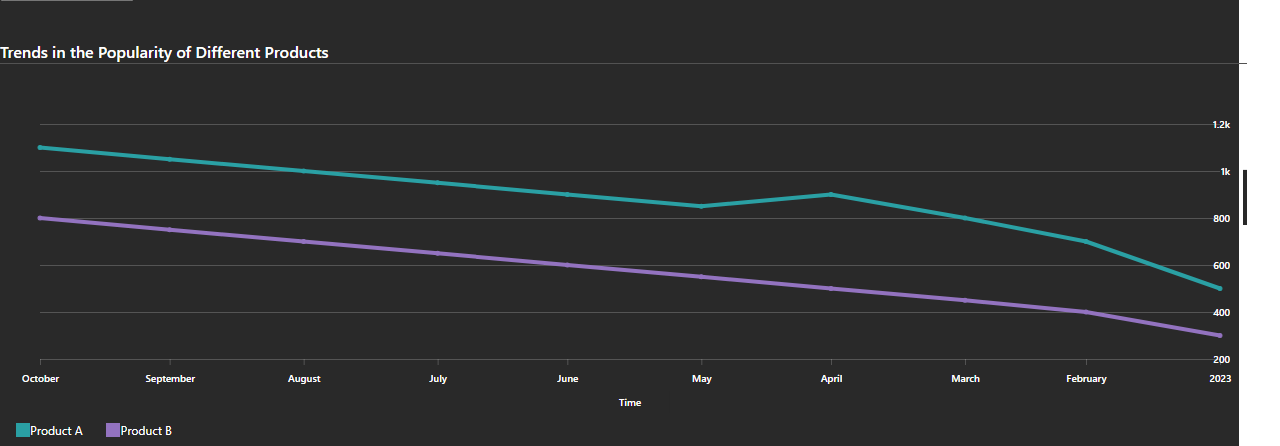 Trends in the Popularity of Different Products
1.2k
1k
800
600
400
200
October September August July June May April March February 2023
Time
Product A Product B